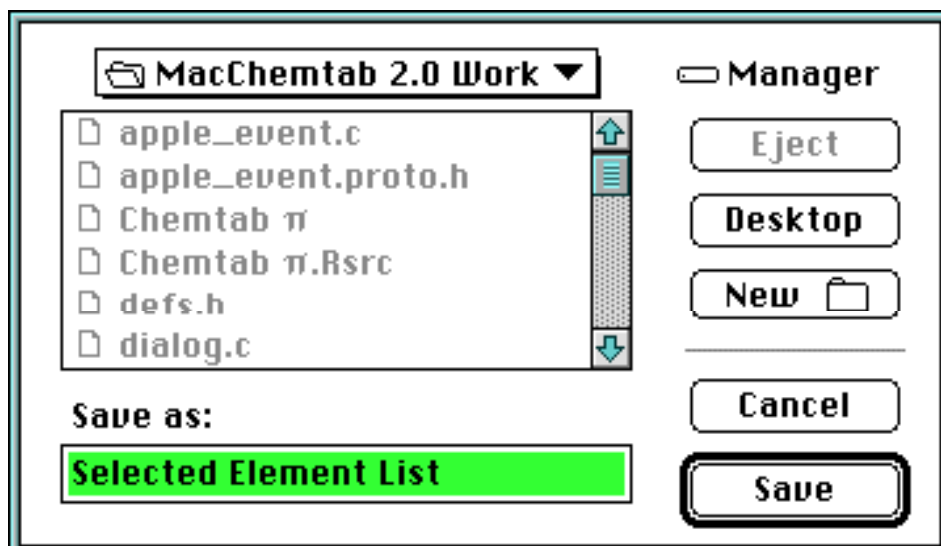 MacChemtab 2.0 Work
Manager
apple_event.c
apple_event.proto.h
Chemtab π
Chemtab π.Rsrc
defs.h
dialog.c
Eject
Desktop
New
Save as:
Selected Element List
Cancel
Save